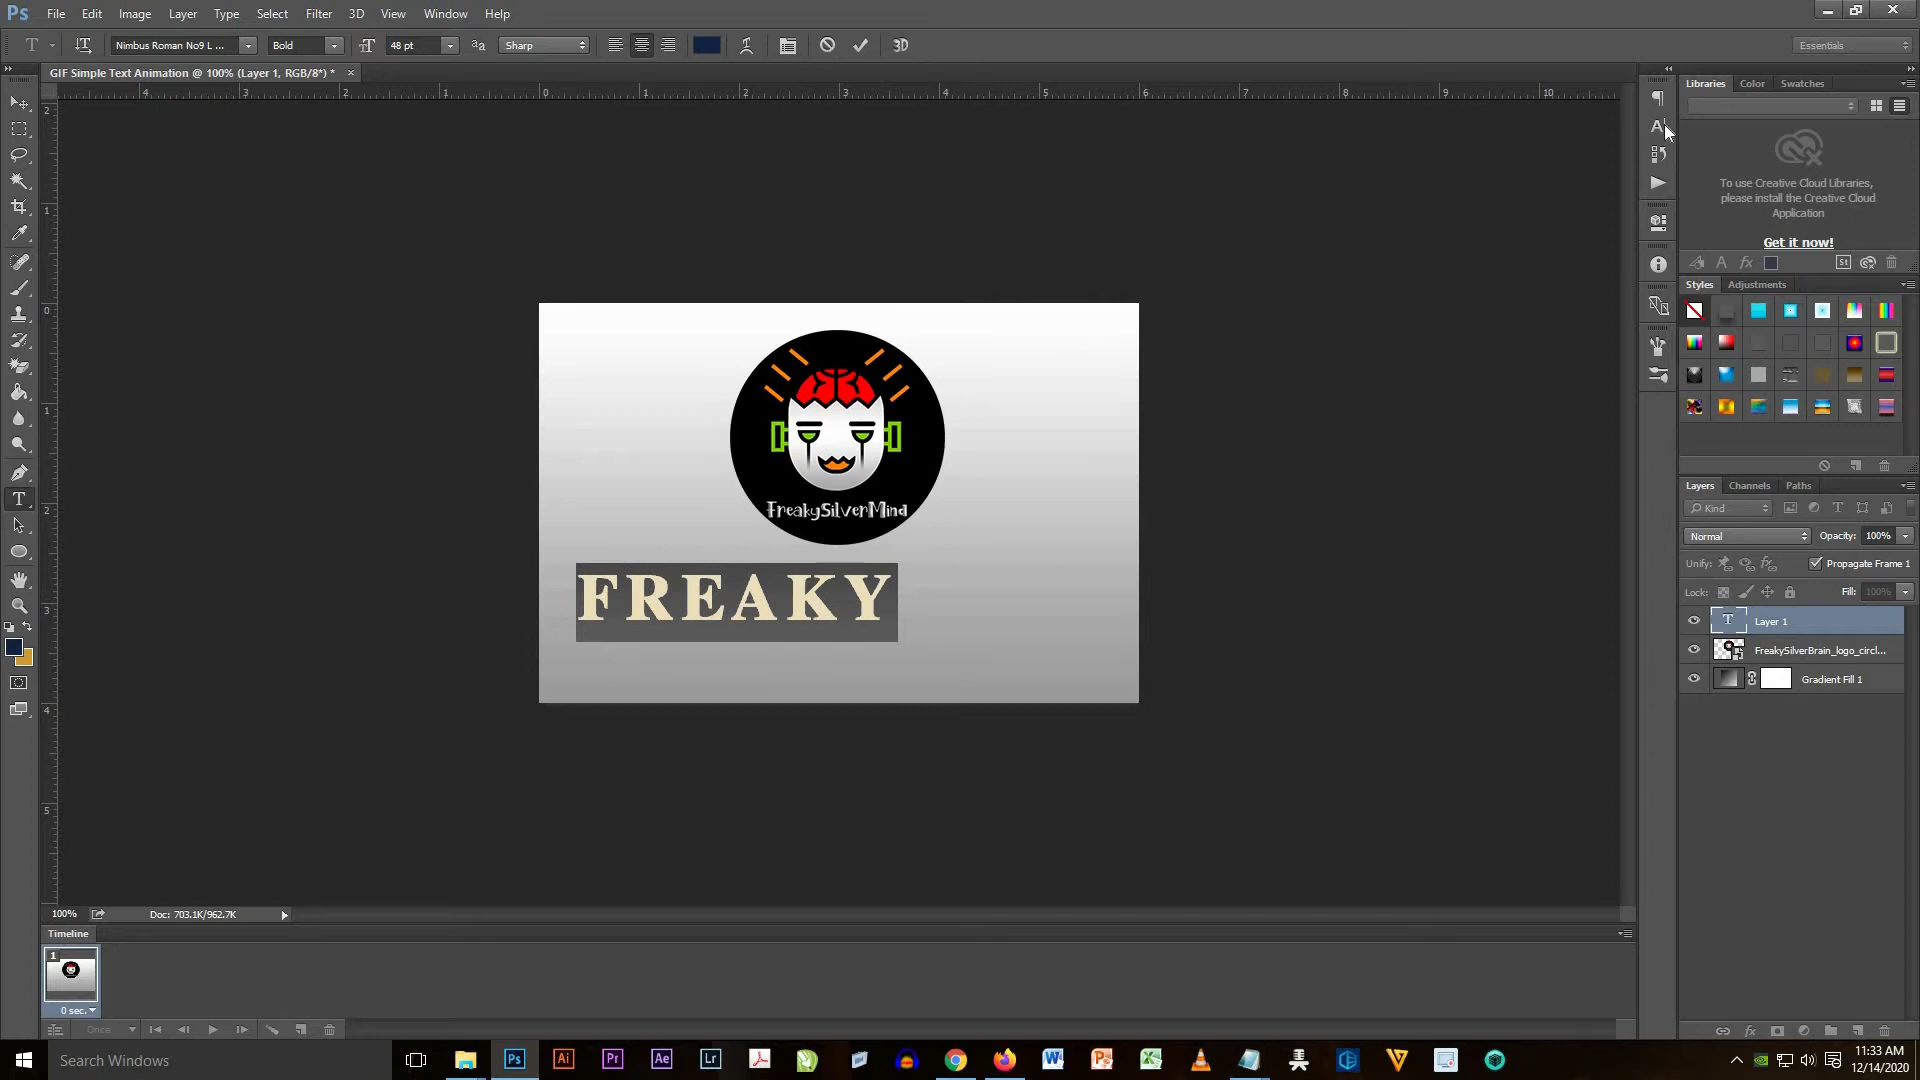 Ps File Edit Image Layer Type Select Filter 3D View Window Help
T Nimbus Roman No9 L ... Bold 48 pt Sharp 3D Essentials
GIF Simple Text Animation @ 100% (Layer 1, RGB/8*) *
Libraries Color Swatches
To use Creative Cloud Libraries,
please install the Creative Cloud
Application
Get it now!
Styles Adjustments
FreakySilverMind
FREAKY
Layers Channels Paths
Kind
Normal Opacity: 100%
Unify: Propagate Frame 1
Lock: Fill: 100%
Layer 1
FreakySilverBrain_logo_circl...
Gradient Fill 1
100% Doc: 703.1K/962.7K
Timeline
1
0 sec.
Once
Search Windows
11:33 AM
12/14/2020